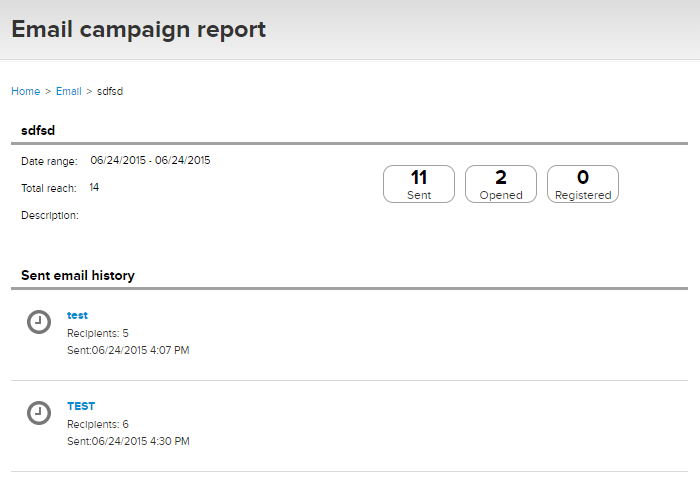 Email campaign report
Home > Email > sdfsd
sdfsd
Date range: 06/24/2015 - 06/24/2015
Total reach: 14
Description:
11
Sent
2
Opened
0
Registered
Sent email history
test
Recipients: 5
Sent:06/24/2015 4:07 PM
TEST
Recipients: 6
Sent:06/24/2015 4:30 PM